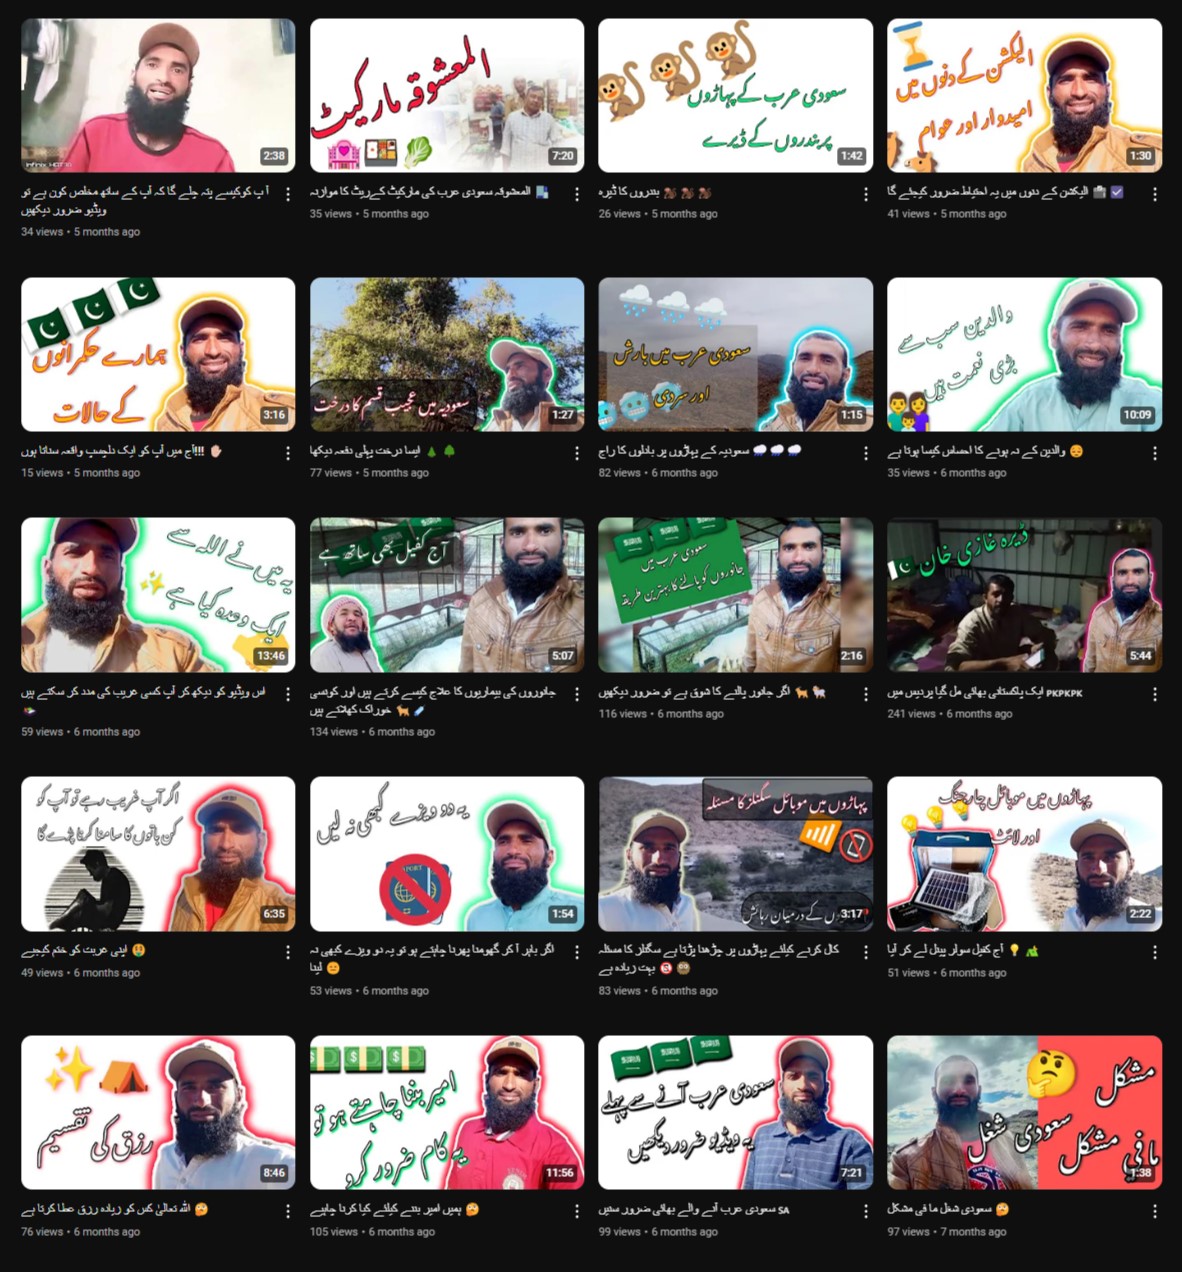 Infinix HOT 10
2:38
آپ کو کیسے پتہ چلے گا کہ آپ کے ساتھ مخلص کون ہے تو
ویڈیو ضرور دیکھیں
34 views • 5 months ago
المعشوقہ مارکیٹ
7:20
المعشوقہ سعودی عرب کی مارکیٹ کے ریٹ کا موازنہ
35 views • 5 months ago
سعودی عرب کے پہاڑوں
پر بندروں کے ڈیرے
1:42
بندروں کا ڈیرہ
26 views • 5 months ago
الیکشن کے دنوں میں
امیدوار اور عوام
1:30
الیکشن کے دنوں میں یہ احتیاط ضرور کیجئے گا
41 views • 5 months ago
ہمارے حکمرانوں
کے حالات
3:16
آج میں آپ کو ایک دلچسپ واقعہ سناتا ہوں!!!
15 views • 5 months ago
سعودیہ میں عجیب قسم کا درخت
1:27
ایسا درخت پہلی دفعہ دیکھا
77 views • 5 months ago
سعودی عرب میں بارش
اور سردی
1:15
سعودیہ کے پہاڑوں پر بادلوں کا راج
82 views • 6 months ago
والدین سب سے
بڑی نعمت ہیں
10:09
والدین کے نہ ہونے کا احساس کیسا ہوتا ہے
35 views • 6 months ago
یہ میں نے اللہ سے
ایک وعدہ کیا ہے
13:46
اس ویڈیو کو دیکھ کر آپ کسی غریب کی مدد کر سکتے ہیں
59 views • 6 months ago
آج کفیل بھی ساتھ ہے
5:07
جانوروں کی بیماریوں کا علاج کیسے کرتے ہیں اور کونسی
خوراک کھلاتے ہیں
134 views • 6 months ago
سعودی عرب میں
جانوروں کو پالنے کا بہترین طریقہ
2:16
اگر جانور پالنے کا شوق ہے تو ضرور دیکھیں
116 views • 6 months ago
ڈیرہ غازی خان
5:44
ایک پاکستانی بھائی مل گیا پردیس میں PKPKPK
241 views • 6 months ago
اگر آپ غریب رہے تو آپ کو
کن باتوں کا سامنا کرنا پڑے گا
6:35
اپنی غربت کو ختم کیجیے
49 views • 6 months ago
یہ دو ویزے کبھی نہ لیں
1:54
اگر باہر آ کر گھومنا پھرنا چاہتے ہو تو یہ دو ویزے کبھی نہ
لینا
53 views • 6 months ago
پہاڑوں میں موبائل سگنلز کا مسئلہ
کے درمیان رہائش
3:17
کال کرنے کیلئے پہاڑوں پر چڑھنا پڑتا ہے سگنلز کا مسئلہ
بہت زیادہ ہے
83 views • 6 months ago
پہاڑوں میں موبائل چارجنگ
اور لائٹ
2:22
آج کفیل سولر پینل لے کر آیا
51 views • 6 months ago
رزق کی تقسیم
8:46
اللہ تعالیٰ کس کو زیادہ رزق عطا کرتا ہے
76 views • 6 months ago
امیر بننا چاہتے ہو تو
یہ کام ضرور کرو
11:56
ہمیں امیر بننے کیلئے کیا کرنا چاہیے
105 views • 6 months ago
سعودی عرب آنے سے پہلے
یہ ویڈیو ضرور دیکھیں
7:21
سعودی عرب آنے والے بھائی ضرور سنیں SA
99 views • 6 months ago
مشکل
سعودی شغل
مافي مشکل
1:38
سعودی شغل ما فی مشکل
97 views • 7 months ago